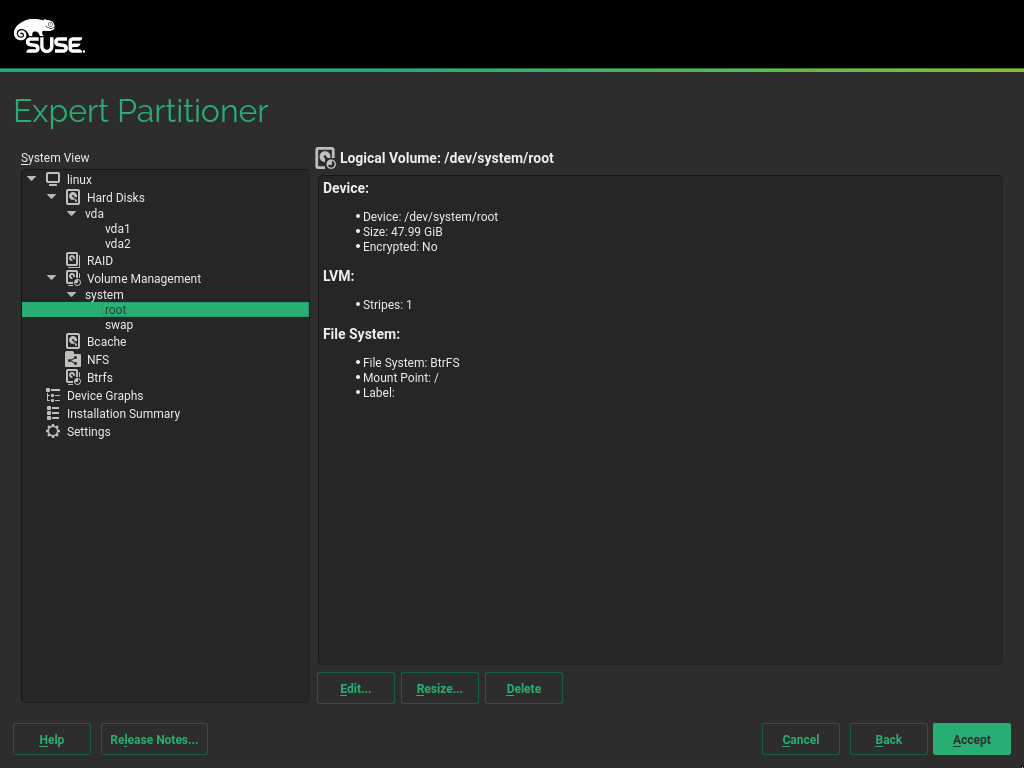 SUSE.
Expert Partitioner
System View
linux
Hard Disks
vda
vda1
vda2
RAID
Volume Management
system
root
swap
Bcache
NFS
Btrfs
Device Graphs
Installation Summary
Settings
Logical Volume: /dev/system/root
Device:
• Device: /dev/system/root
• Size: 47.99 GiB
• Encrypted: No
LVM:
• Stripes: 1
File System:
• File System: BtrFS
• Mount Point: /
• Label:
Edit... Resize... Delete
Help Release Notes... Cancel Back Accept